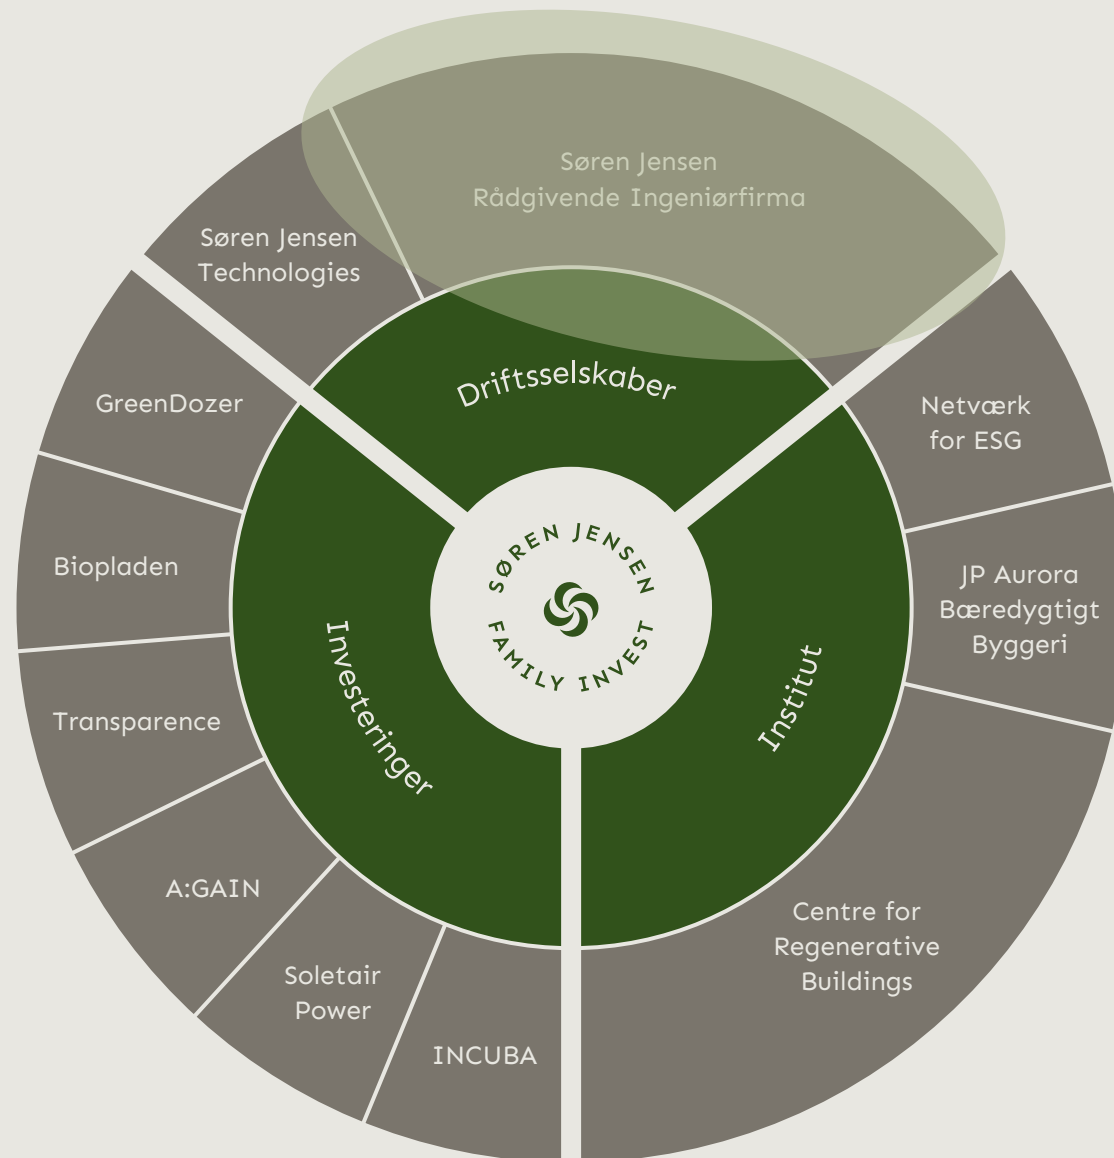 Søren Jensen
Rådgivende Ingeniørfirma
Søren Jensen
Technologies
Driftsselskaber
GreenDozer
Netværk
for ESG
Biopladen
SØREN JENSEN
FAMILY INVEST
JP Aurora
Bæredygtigt
Byggeri
Investeringer
Institut
Transparence
A:GAIN
Centre for
Regenerative
Buildings
Soletair
Power
INCUBA